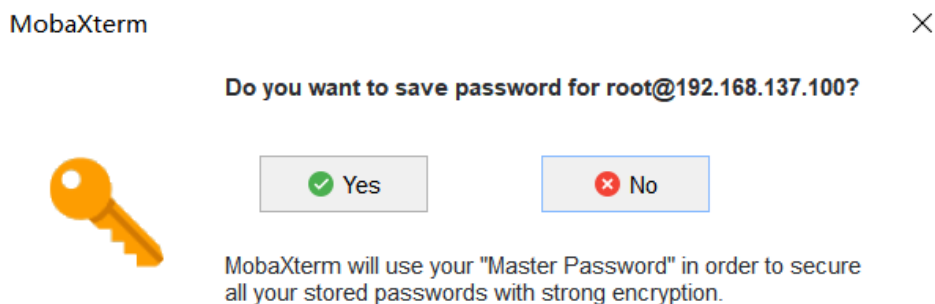 MobaXterm
Do you want to save password for root@192.168.137.100?
Yes
No
MobaXterm will use your "Master Password" in order to secure
all your stored passwords with strong encryption.